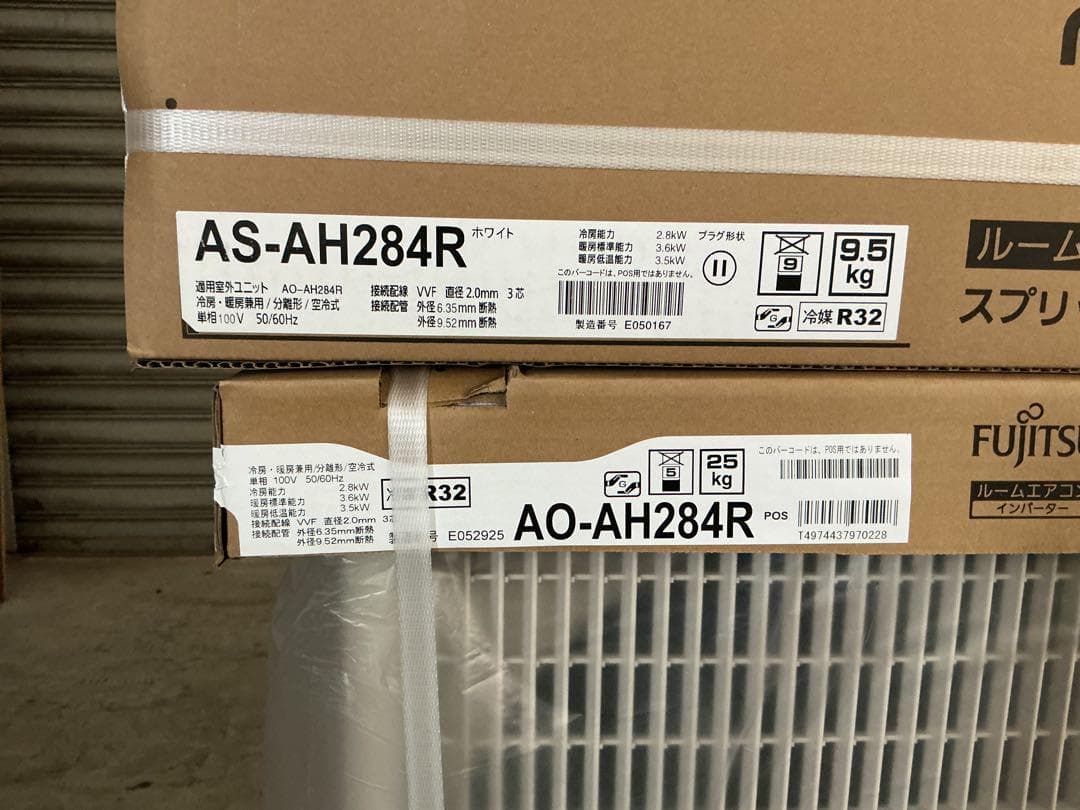 AS-AH284R ホワイト
適用室外ユニット AO-AH284R
冷房・暖房兼用/分離形/空冷式
単相100V 50/60Hz
接続配線 VVF 直径2.0mm 3芯
接続配管 外径6.35mm断熱
外径9.52mm断熱
冷房能力 2.8kW
暖房標準能力 3.6kW
暖房低温能力 3.5kW
このバーコードは、POS用ではありません。
製造番号 E050167
プラグ形状
9
9.5
kg
G
冷媒 R32
ルーム
スプリ
冷房・暖房兼用/分離形/空冷式
単相 100V 50/60Hz
冷房能力 2.8kW
暖房標準能力 3.6kW
暖房低温能力 3.5kW
接続配線 VVF 直径2.0mm 3
接続配管 外径6.35mm断熱
外径9.52mm断熱
R32
号 E052925
G
5
25
kg
AO-AH284R
このバーコードは、POS用ではありません。
POS
T4974437970228
FUJITS
ルームエアコン
インバーター